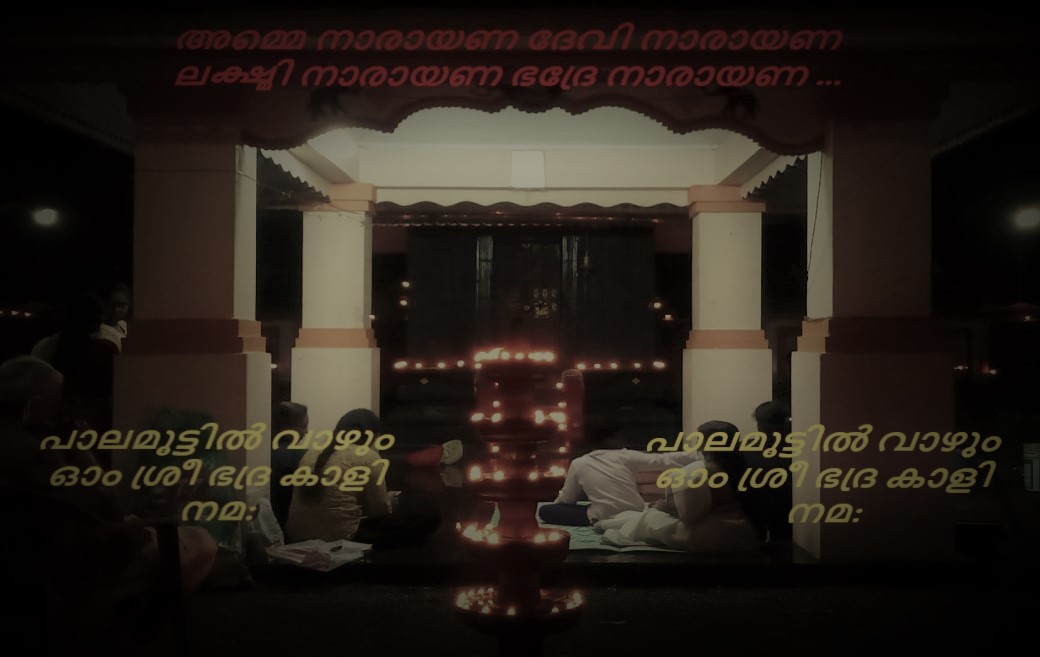 അമ്മെ നാരായണ ദേവി നാരായണ
ലക്ഷ്മി നാരായണ ഭദ്രേ നാരായണ ...
പാലമുട്ടിൽ വാഴും
ഓം ശ്രീ ഭദ്ര കാളി
നമ:
പാലമുട്ടിൽ വാഴും
ഓം ശ്രീ ഭദ്ര കാളി
നമ: